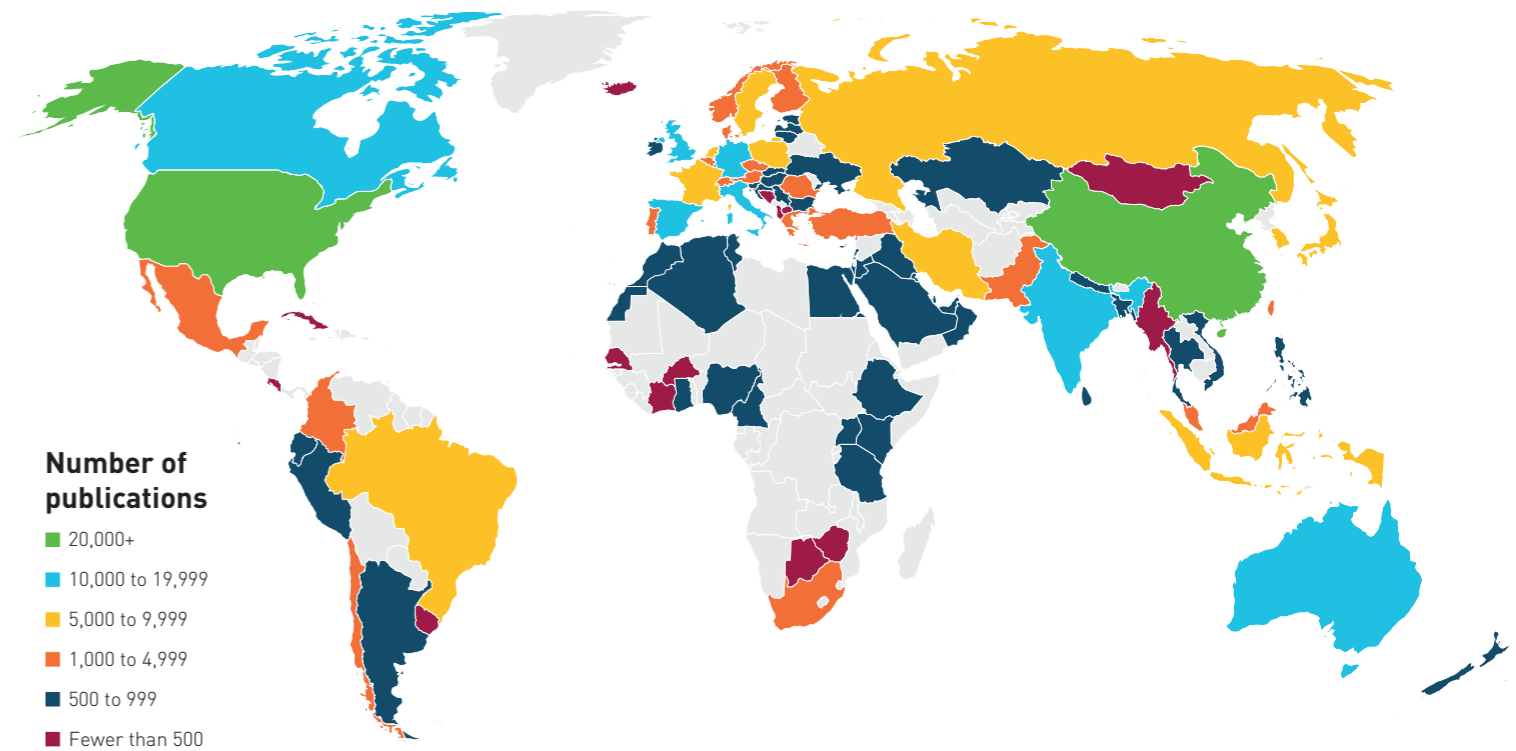 Number of
publications
20,000+
10,000 to 19,999
5,000 to 9,999
1,000 to 4,999
500 to 999
Fewer than 500